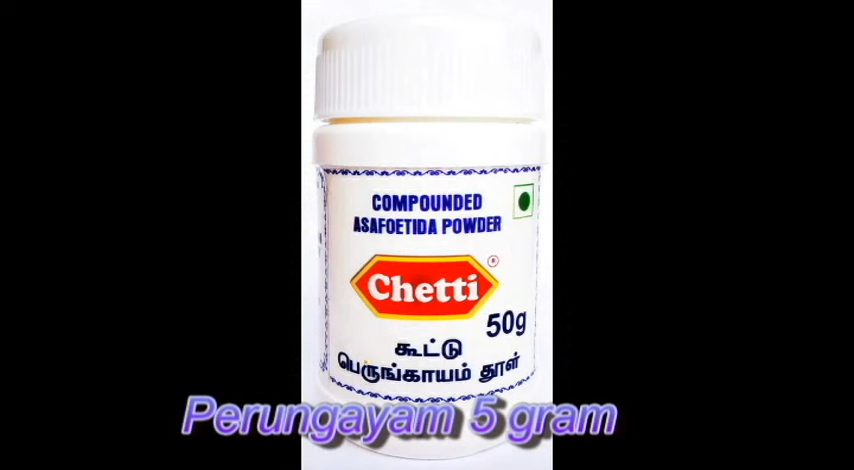 COMPOUNDED
ASAFOETIDA POWDER
Chetti
50g
கூட்டு
பெருங்காயம் தூள்
Perungayam 5 gram